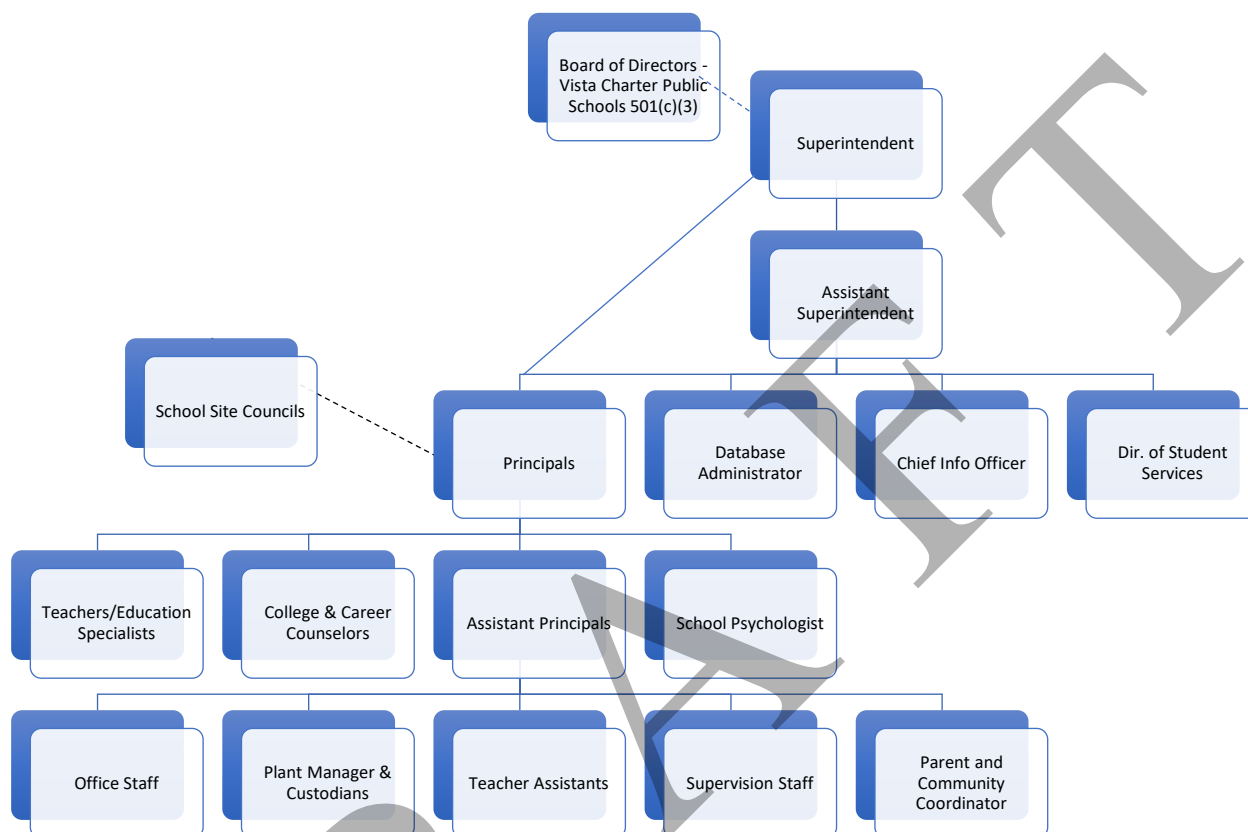 Board of Directors -
Vista Charter Public
Schools 501(c)(3)
Superintendent
Assistant
Superintendent
School Site Councils
Principals
Database
Administrator
Chief Info Officer
Dir. of Student
Services
Teachers/Education
Specialists
College & Career
Counselors
Assistant Principals
School Psychologist
Office Staff
Plant Manager &
Custodians
Teacher Assistants
Supervision Staff
Parent and
Community
Coordinator
DRAFT